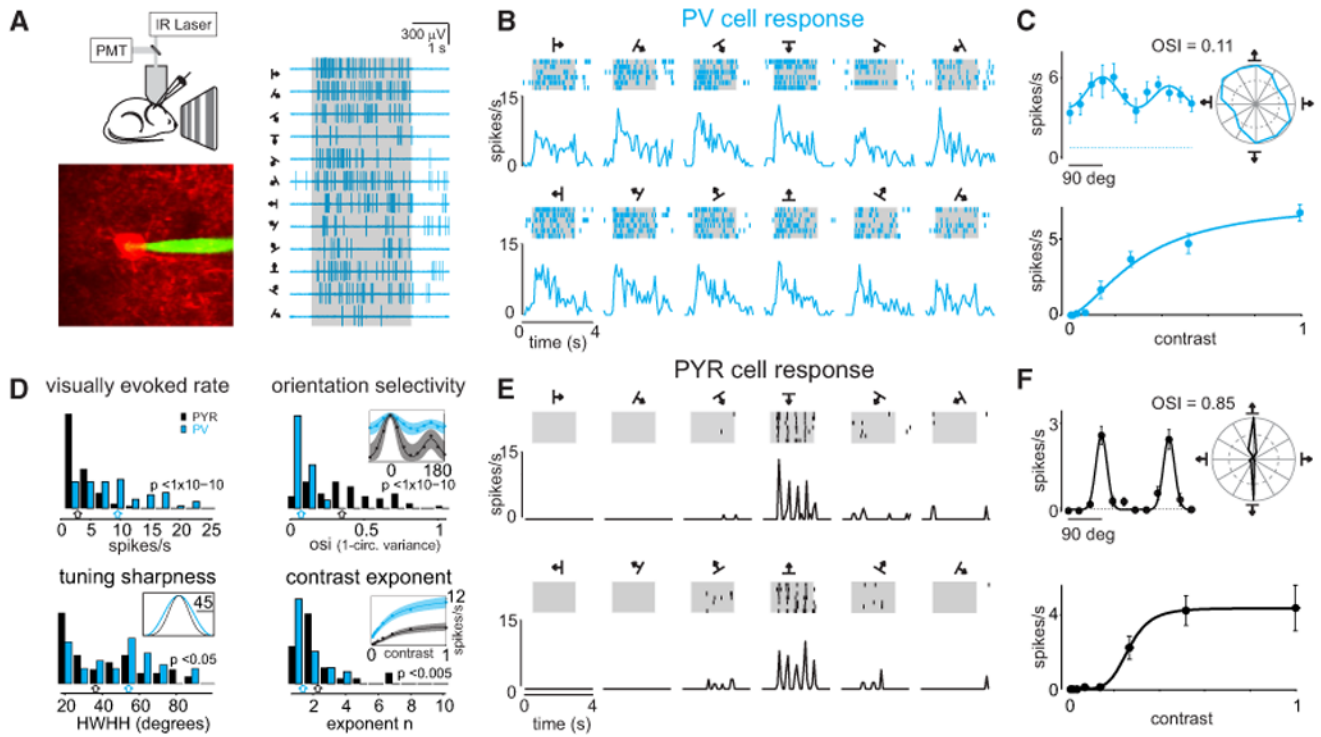 A
IR Laser
PMT
300 µV
1 s
B
PV cell response
15
spikes/s
0
15
0
0 4
time (s)
C
OSI = 0.11
6
spikes/s
0
90 deg
5
spikes/s
0
0 1
contrast
D
visually evoked rate
PYR
PV
p <1x10−10
0 5 10 15 20 25
spikes/s
orientation selectivity
0 180
p <1x10−10
0 0.5 1
OSI (1-circ. variance)
tuning sharpness
45
p <0.05
20 40 60 80
HWHH (degrees)
contrast exponent
12
spikes/s
0 contrast 1
p <0.005
2 4 6 8 10
exponent n
E
PYR cell response
15
spikes/s
0
15
0
0 4
time (s)
F
OSI = 0.85
3
spikes/s
0
90 deg
4
spikes/s
0
0 1
contrast